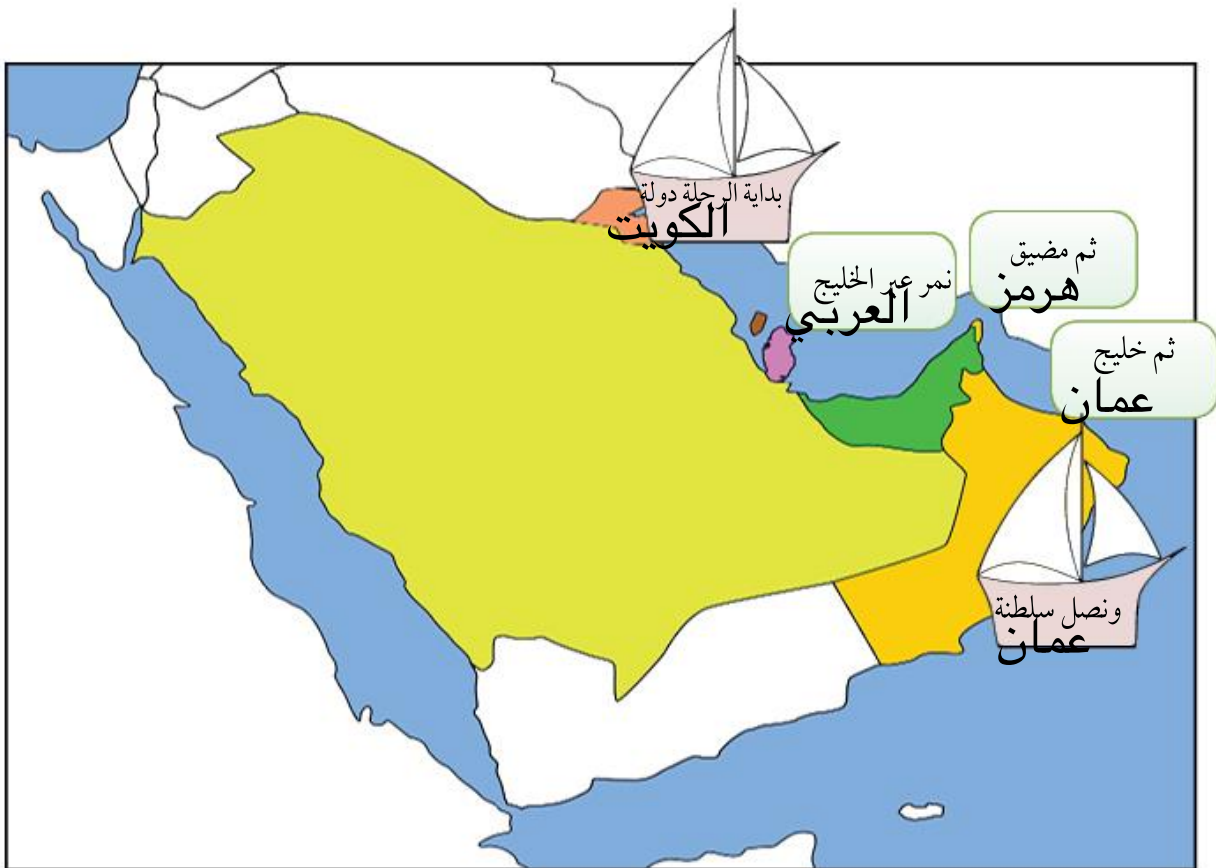 بداية الرحلة دولة
الكويت
نمر عبر الخليج
العربي
ثم مضيق
هرمز
ثم خليج
عمان
ونصل سلطنة
عمان